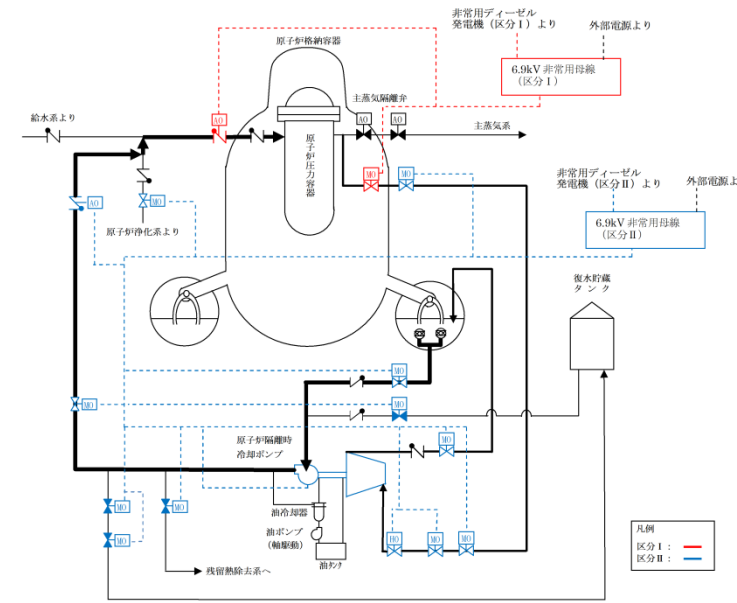 非常用ディーゼル
発電機（区分Ⅰ）より
外部電源より
原子炉格納容器
6.9kV 非常用母線
（区分Ⅰ）
給水系より
AO
主蒸気隔離弁
AO
AO
主蒸気系
原子炉圧力容器
MO
MO
非常用ディーゼル
発電機（区分Ⅱ）より
外部電源よ
AO
MO
原子炉浄化系より
6.9kV 非常用母線
（区分Ⅱ）
復水貯蔵
タンク
MO
MO
MO
原子炉隔離時
冷却ポンプ
MO
油冷却器
油ポンプ
（軸駆動）
油タンク
MO
MO
MO
HO
MO
MO
残留熱除去系へ
凡例
区分Ⅰ：
区分Ⅱ：